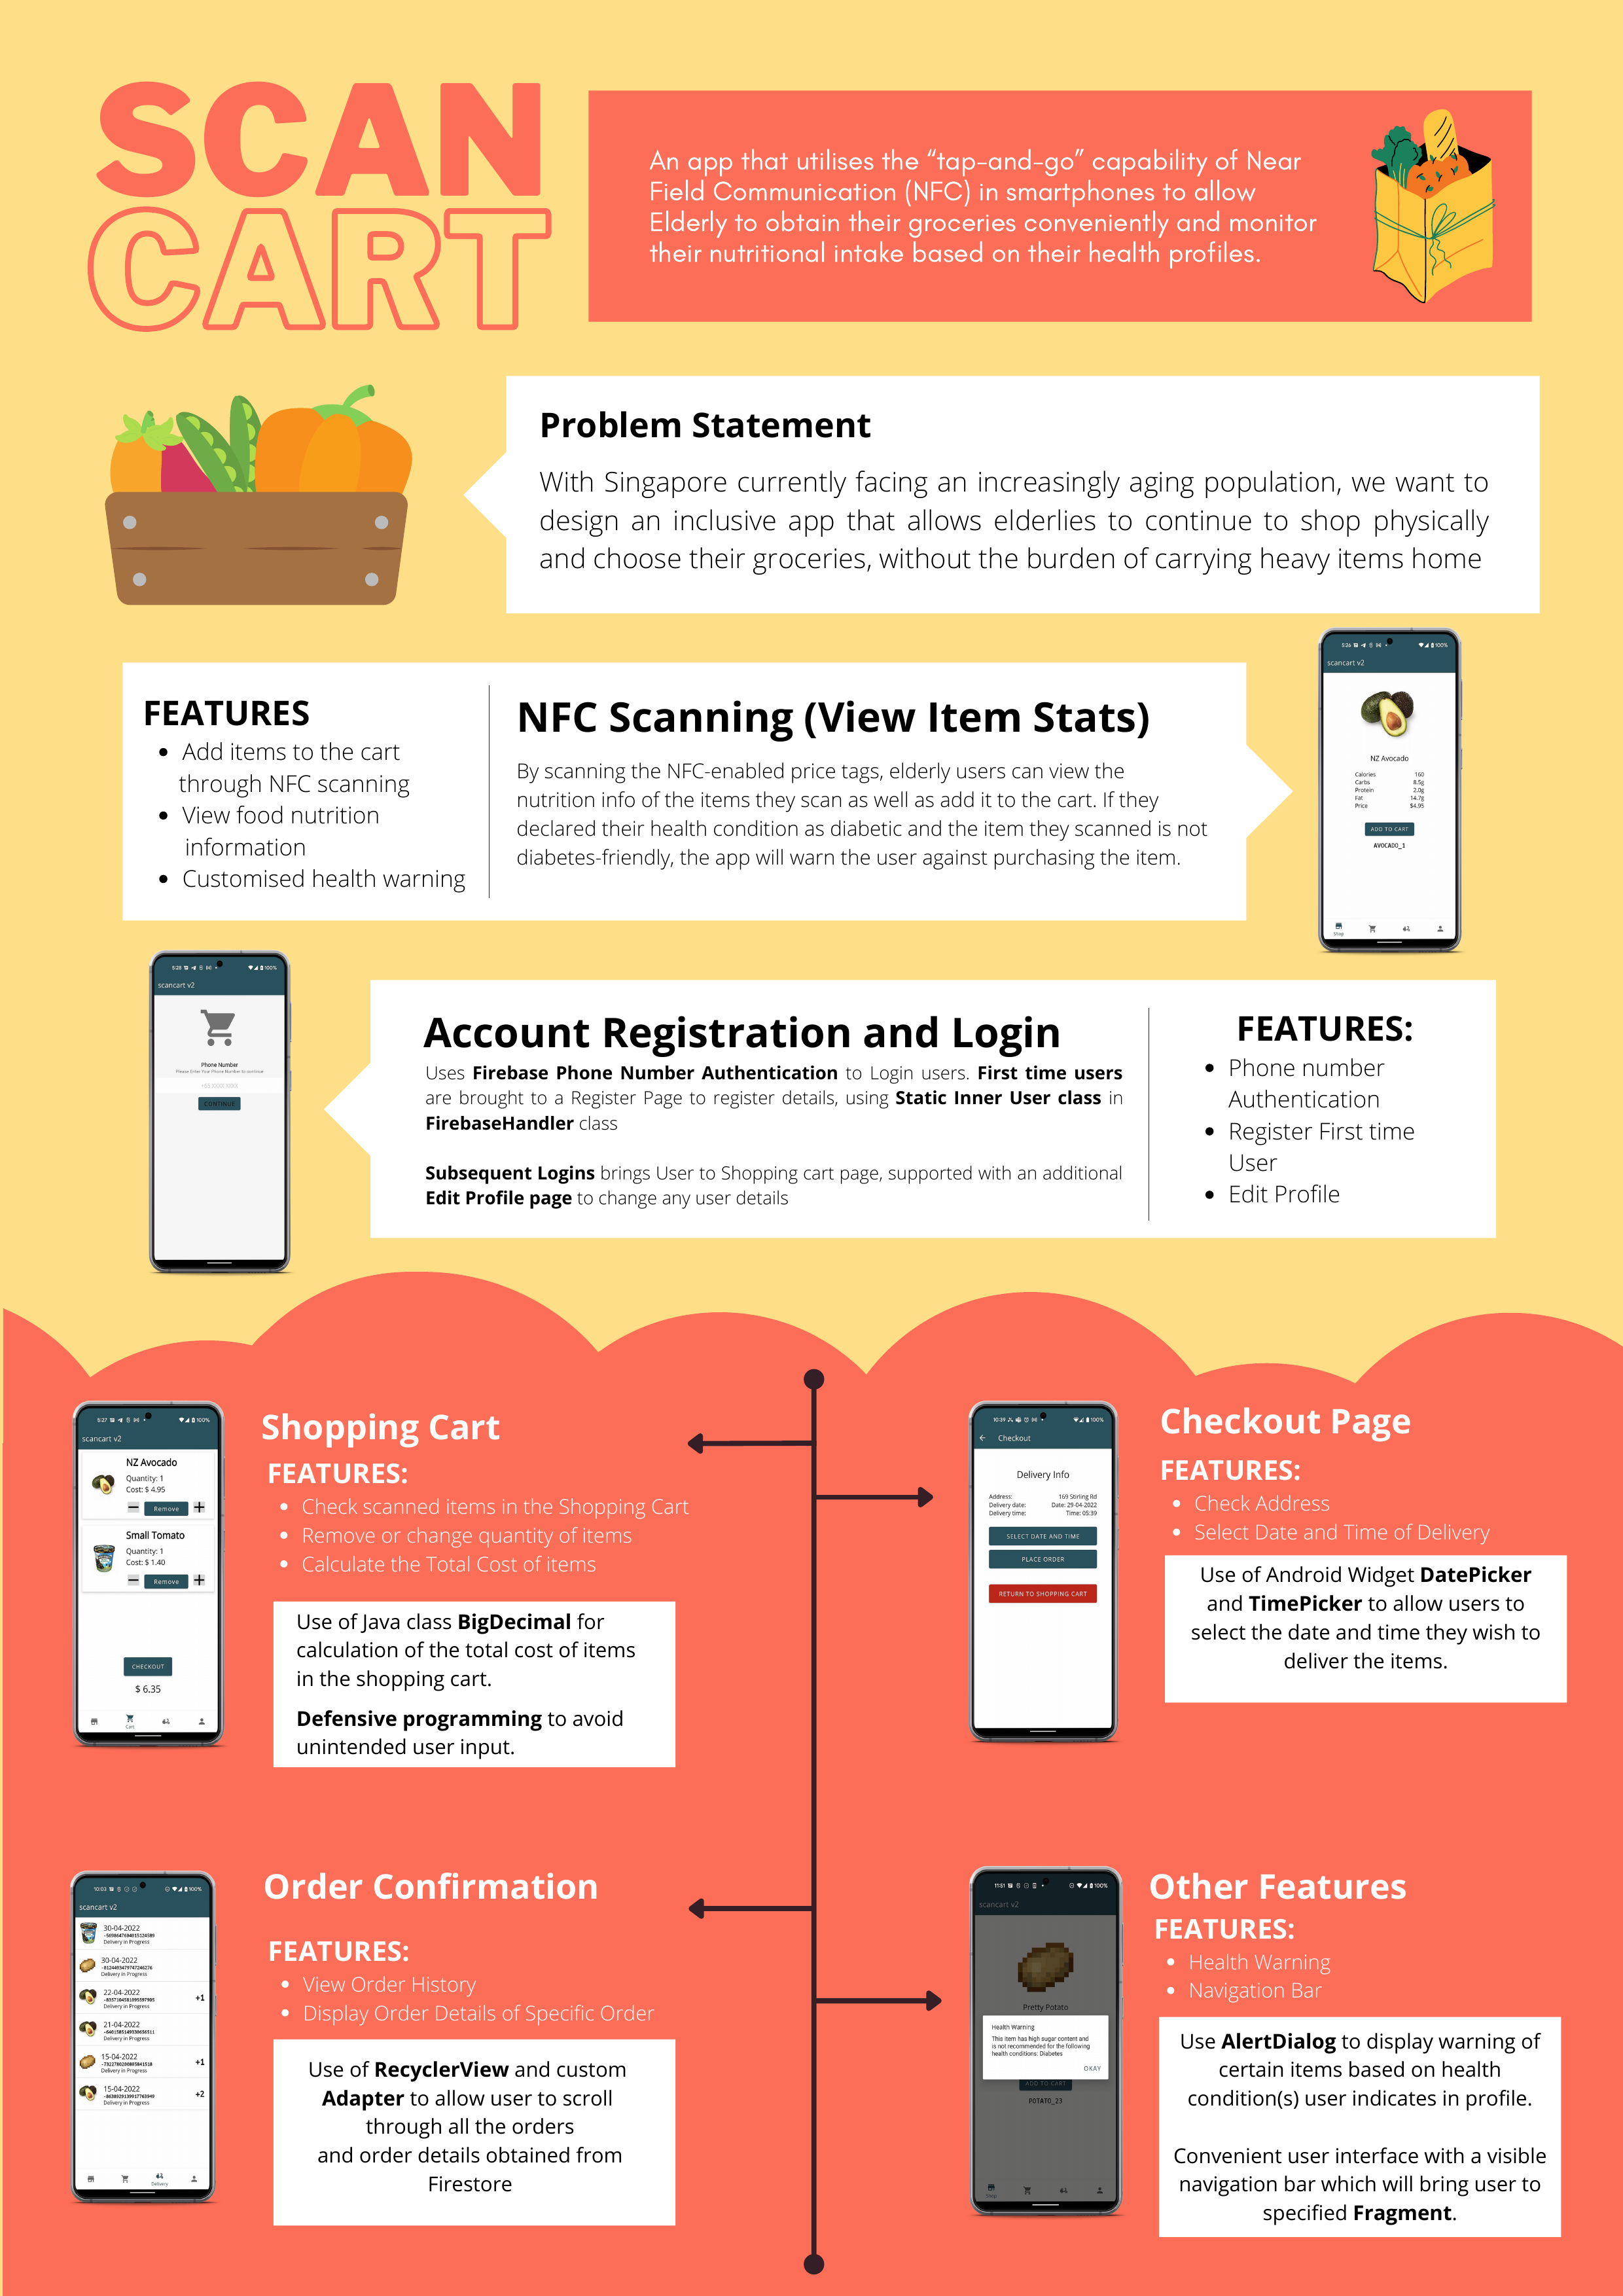 SCAN
CART
An app that utilises the “tap-and-go” capability of Near
Field Communication (NFC) in smartphones to allow
Elderly to obtain their groceries conveniently and monitor
their nutritional intake based on their health profiles.
Problem Statement
With Singapore currently facing an increasingly aging population, we want to
design an inclusive app that allows elderlies to continue to shop physically
and choose their groceries, without the burden of carrying heavy items home
FEATURES
• Add items to the cart
through NFC scanning
• View food nutrition
information
• Customised health warning
NFC Scanning (View Item Stats)
By scanning the NFC-enabled price tags, elderly users can view the
nutrition info of the items they scan as well as add it to the cart. If they
declared their health condition as diabetic and the item they scanned is not
diabetes-friendly, the app will warn the user against purchasing the item.
5:26
100%
scancart v2
NZ Avocado
Calories 160
Carbs 8.5g
Protein 2.0g
Fat 14.7g
Price $4.95
ADD TO CART
AVOCADO_1
Shop
5:28
100%
scancart v2
Phone Number
Please Enter Your Phone Number to continue
CONTINUE
Account Registration and Login
Uses Firebase Phone Number Authentication to Login users. First time users
are brought to a Register Page to register details, using Static Inner User class in
FirebaseHandler class
Subsequent Logins brings User to Shopping cart page, supported with an additional
Edit Profile page to change any user details
FEATURES:
• Phone number
Authentication
• Register First time
User
• Edit Profile
5:27
100%
scancart v2
NZ Avocado
Quantity: 1
Cost: $ 4.95
Remove
Small Tomato
Quantity: 1
Cost: $ 1.40
Remove
CHECKOUT
$ 6.35
Cart
Shopping Cart
FEATURES:
• Check scanned items in the Shopping Cart
• Remove or change quantity of items
• Calculate the Total Cost of items
Use of Java class BigDecimal for
calculation of the total cost of items
in the shopping cart.
Defensive programming to avoid
unintended user input.
10:39
100%
Checkout
Delivery Info
Address: 169 Stirling Rd
Delivery date: Date: 29-04-2022
Delivery time: Time: 05:39
SELECT DATE AND TIME
PLACE ORDER
RETURN TO SHOPPING CART
Checkout Page
FEATURES:
• Check Address
• Select Date and Time of Delivery
Use of Android Widget DatePicker
and TimePicker to allow users to
select the date and time they wish to
deliver the items.
10:03
100%
scancart v2
30-04-2022
Delivery in Progress
30-04-2022
Delivery in Progress
22-04-2022
Delivery in Progress
+1
21-04-2022
Delivery in Progress
15-04-2022
Delivery in Progress
+1
15-04-2022
Delivery in Progress
+2
Delivery
Order Confirmation
FEATURES:
• View Order History
• Display Order Details of Specific Order
Use of RecyclerView and custom
Adapter to allow user to scroll
through all the orders
and order details obtained from
Firestore
11:51
100%
scancart v2
Pretty Potato
Health Warning
This item has high sugar content and
is not recommended for the following
health conditions: Diabetes
OKAY
ADD TO CART
POTATO_23
Shop
Other Features
FEATURES:
• Health Warning
• Navigation Bar
Use AlertDialog to display warning of
certain items based on health
condition(s) user indicates in profile.
Convenient user interface with a visible
navigation bar which will bring user to
specified Fragment.